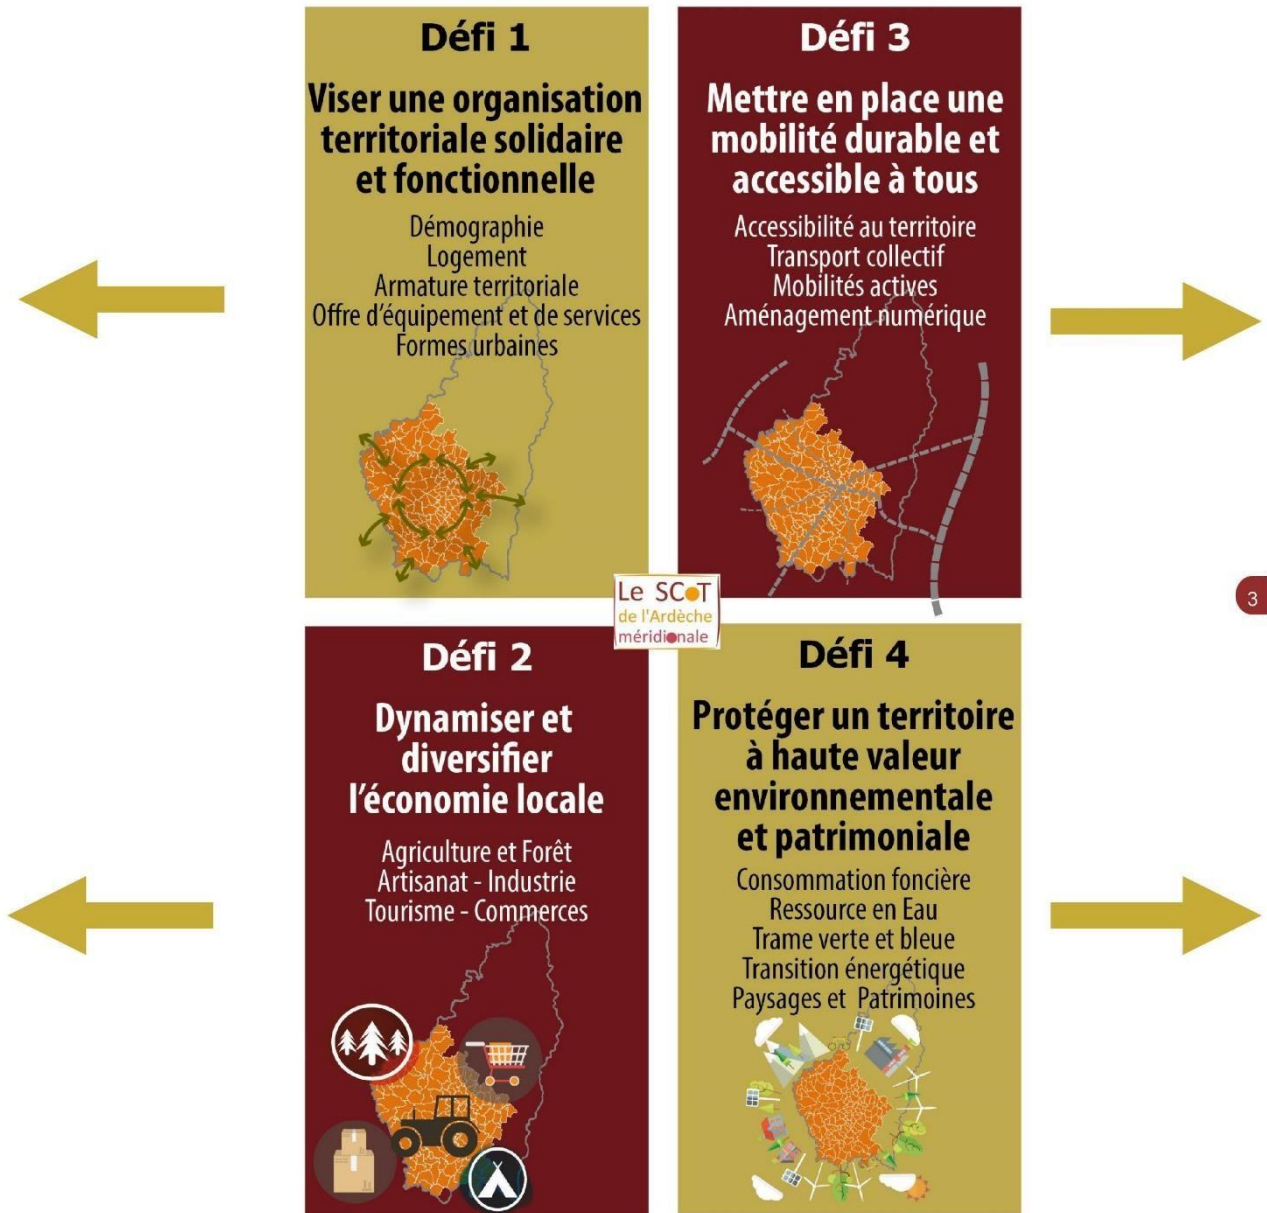 Défi 1
Viser une organisation
territoriale solidaire
et fonctionnelle
Démographie
Logement
Armature territoriale
Offre d'équipement et de services
Formes urbaines
Défi 3
Mettre en place une
mobilité durable et
accessible à tous
Accessibilité au territoire
Transport collectif
Mobilités actives
Aménagement numérique
Le SCOT
de l'Ardèche
méridionale
3
Défi 2
Dynamiser et
diversifier
l'économie locale
Agriculture et Forêt
Artisanat - Industrie
Tourisme - Commerces
Défi 4
Protéger un territoire
à haute valeur
environnementale
et patrimoniale
Consommation foncière
Ressource en Eau
Trame verte et bleue
Transition énergétique
Paysages et Patrimoines